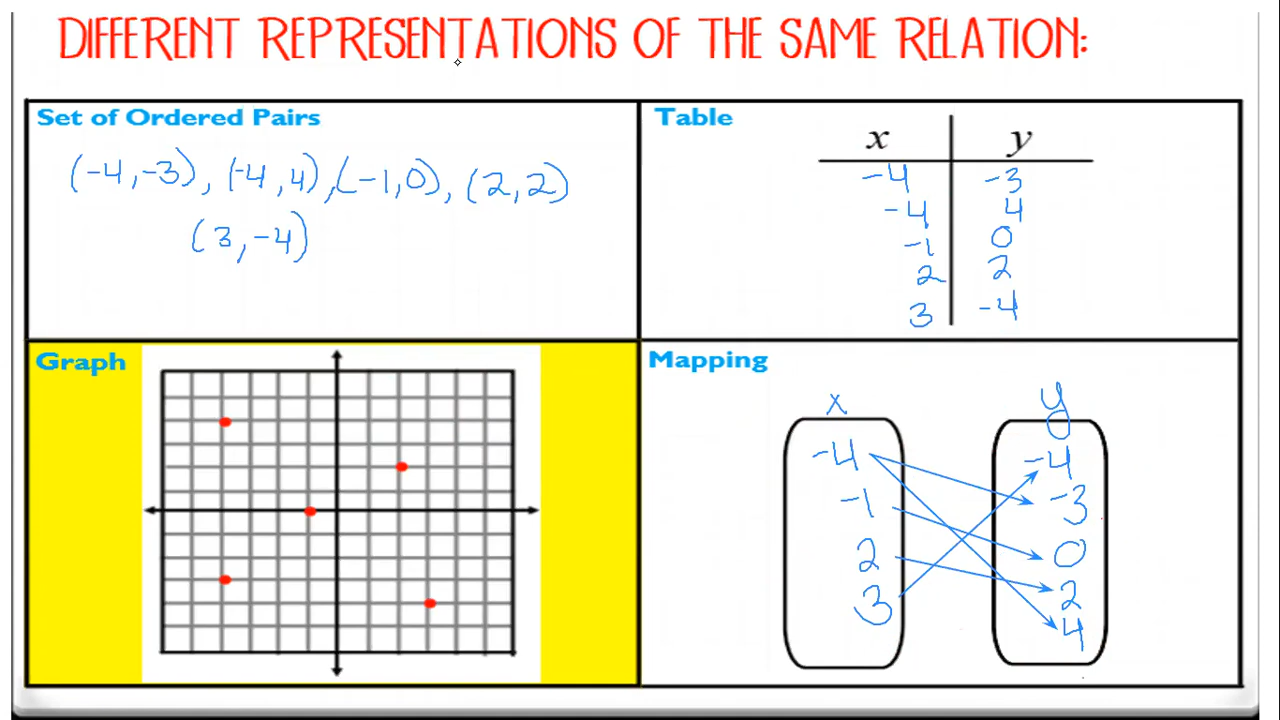 DIFFERENT REPRESENTATIONS OF THE SAME RELATION:
Set of Ordered Pairs
(-4,-3), (-4,4), (-1,0), (2,2)
(3,-4)
Table
x y
-4 -3
-4 4
-1 0
2 2
3 -4
Graph
Mapping
x y
-4 -4
-1 -3
2 0
3 2
4